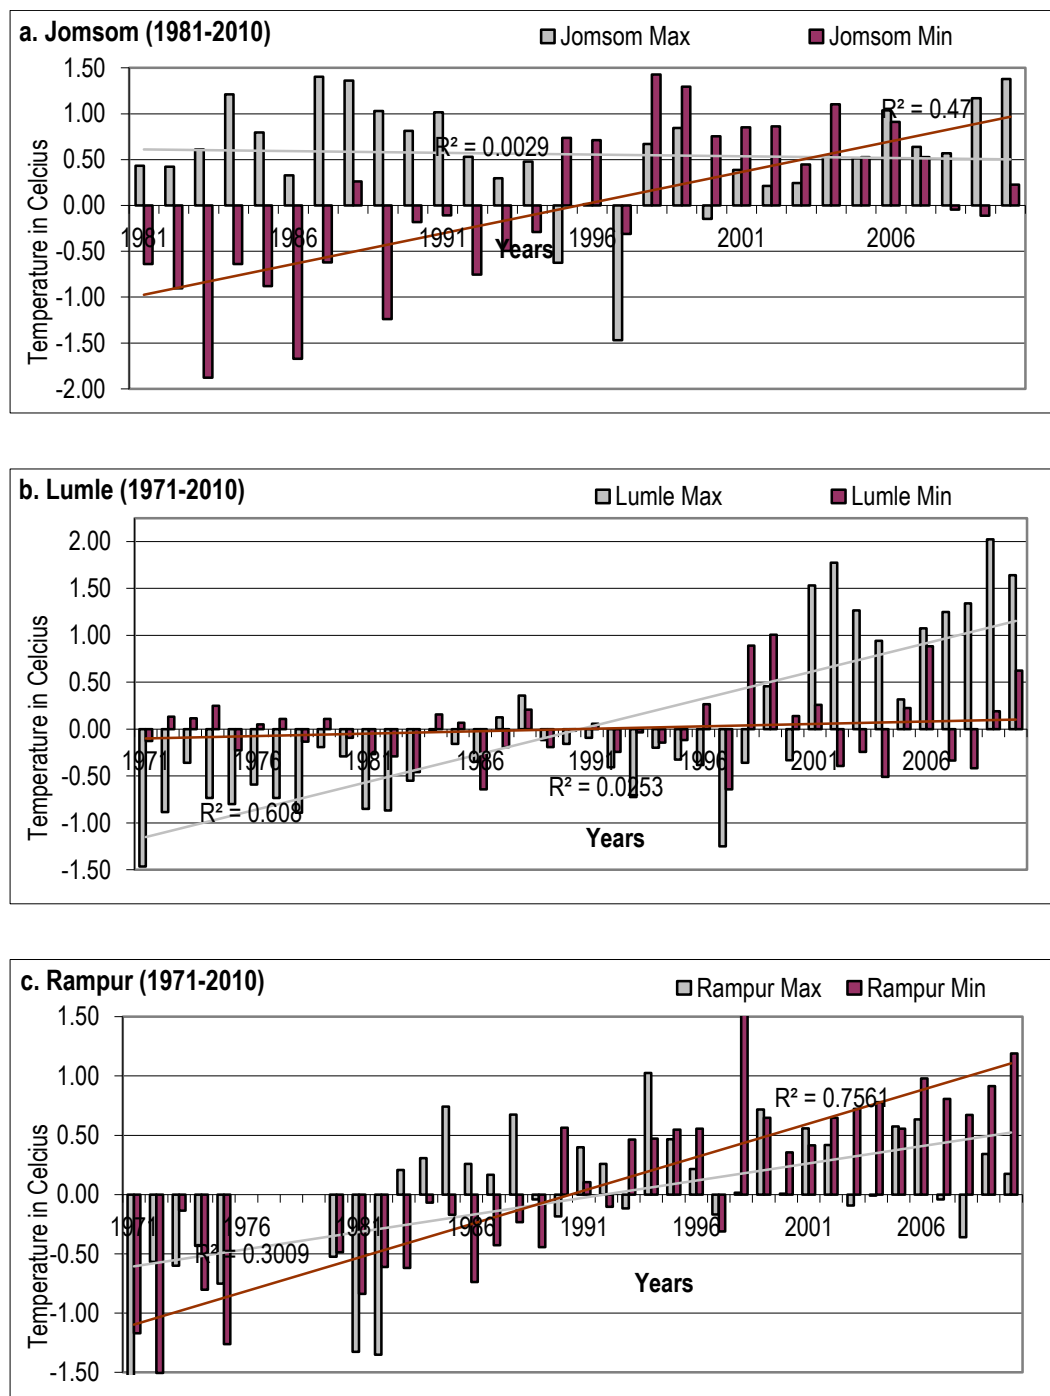 a. Jomsom (1981-2010)
Jomsom Max
Jomsom Min
1.50
1.00
0.50
0.00
-0.50
-1.00
-1.50
-2.00
Temperature in Celcius
R² = 0.47
R² = 0.0029
1981
1986
1991
1996
2001
2006
Years
b. Lumle (1971-2010)
Lumle Max
Lumle Min
2.00
1.50
1.00
0.50
0.00
-0.50
-1.00
-1.50
Temperature in Celcius
1971
1976
1981
1986
1991
1996
2001
2006
R² = 0.608
R² = 0.0253
Years
c. Rampur (1971-2010)
Rampur Max
Rampur Min
1.50
1.00
0.50
0.00
-0.50
-1.00
-1.50
Temperature in Celcius
R² = 0.7561
1971
1976
1981
1986
1991
1996
2001
2006
R² = 0.3009
Years